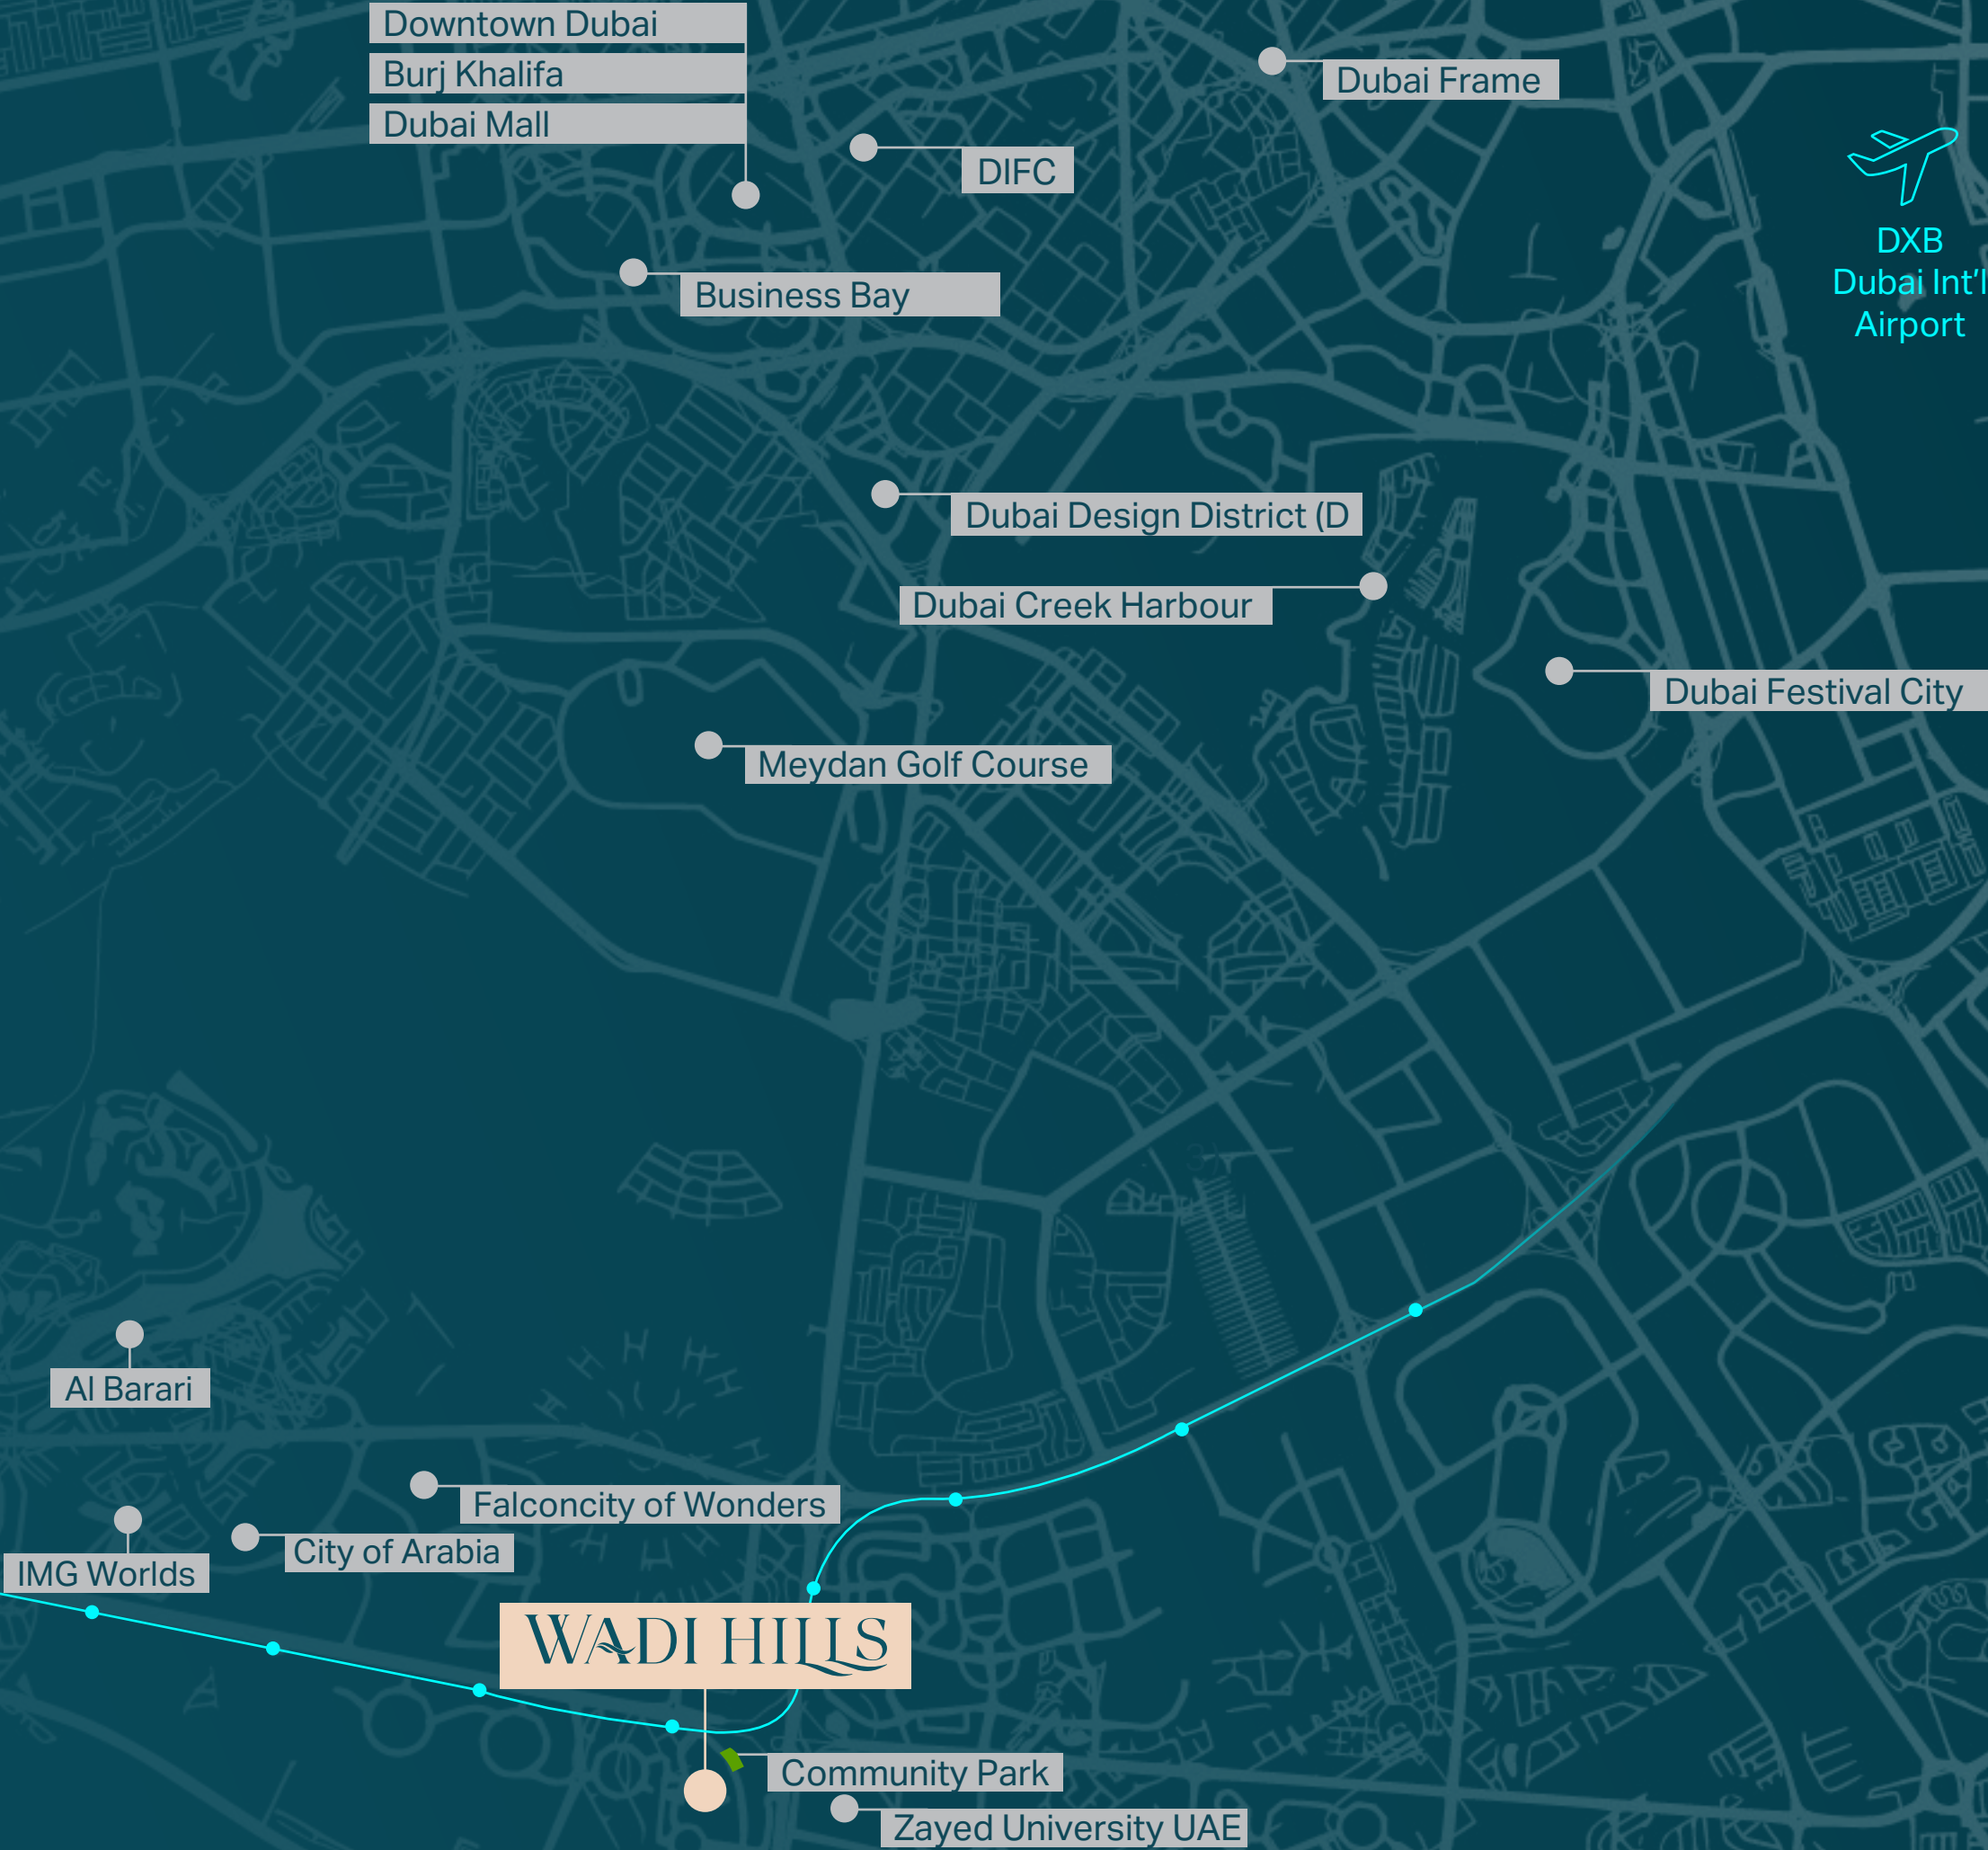 Downtown Dubai
Burj Khalifa
Dubai Mall
Dubai Frame
DIFC
DXB
Dubai Int'l
Airport
Business Bay
Dubai Design District (D
Dubai Creek Harbour
Dubai Festival City
Meydan Golf Course
3)
Al Barari
Falconcity of Wonders
City of Arabia
IMG Worlds
WADI HILLS
Community Park
Zayed University UAE